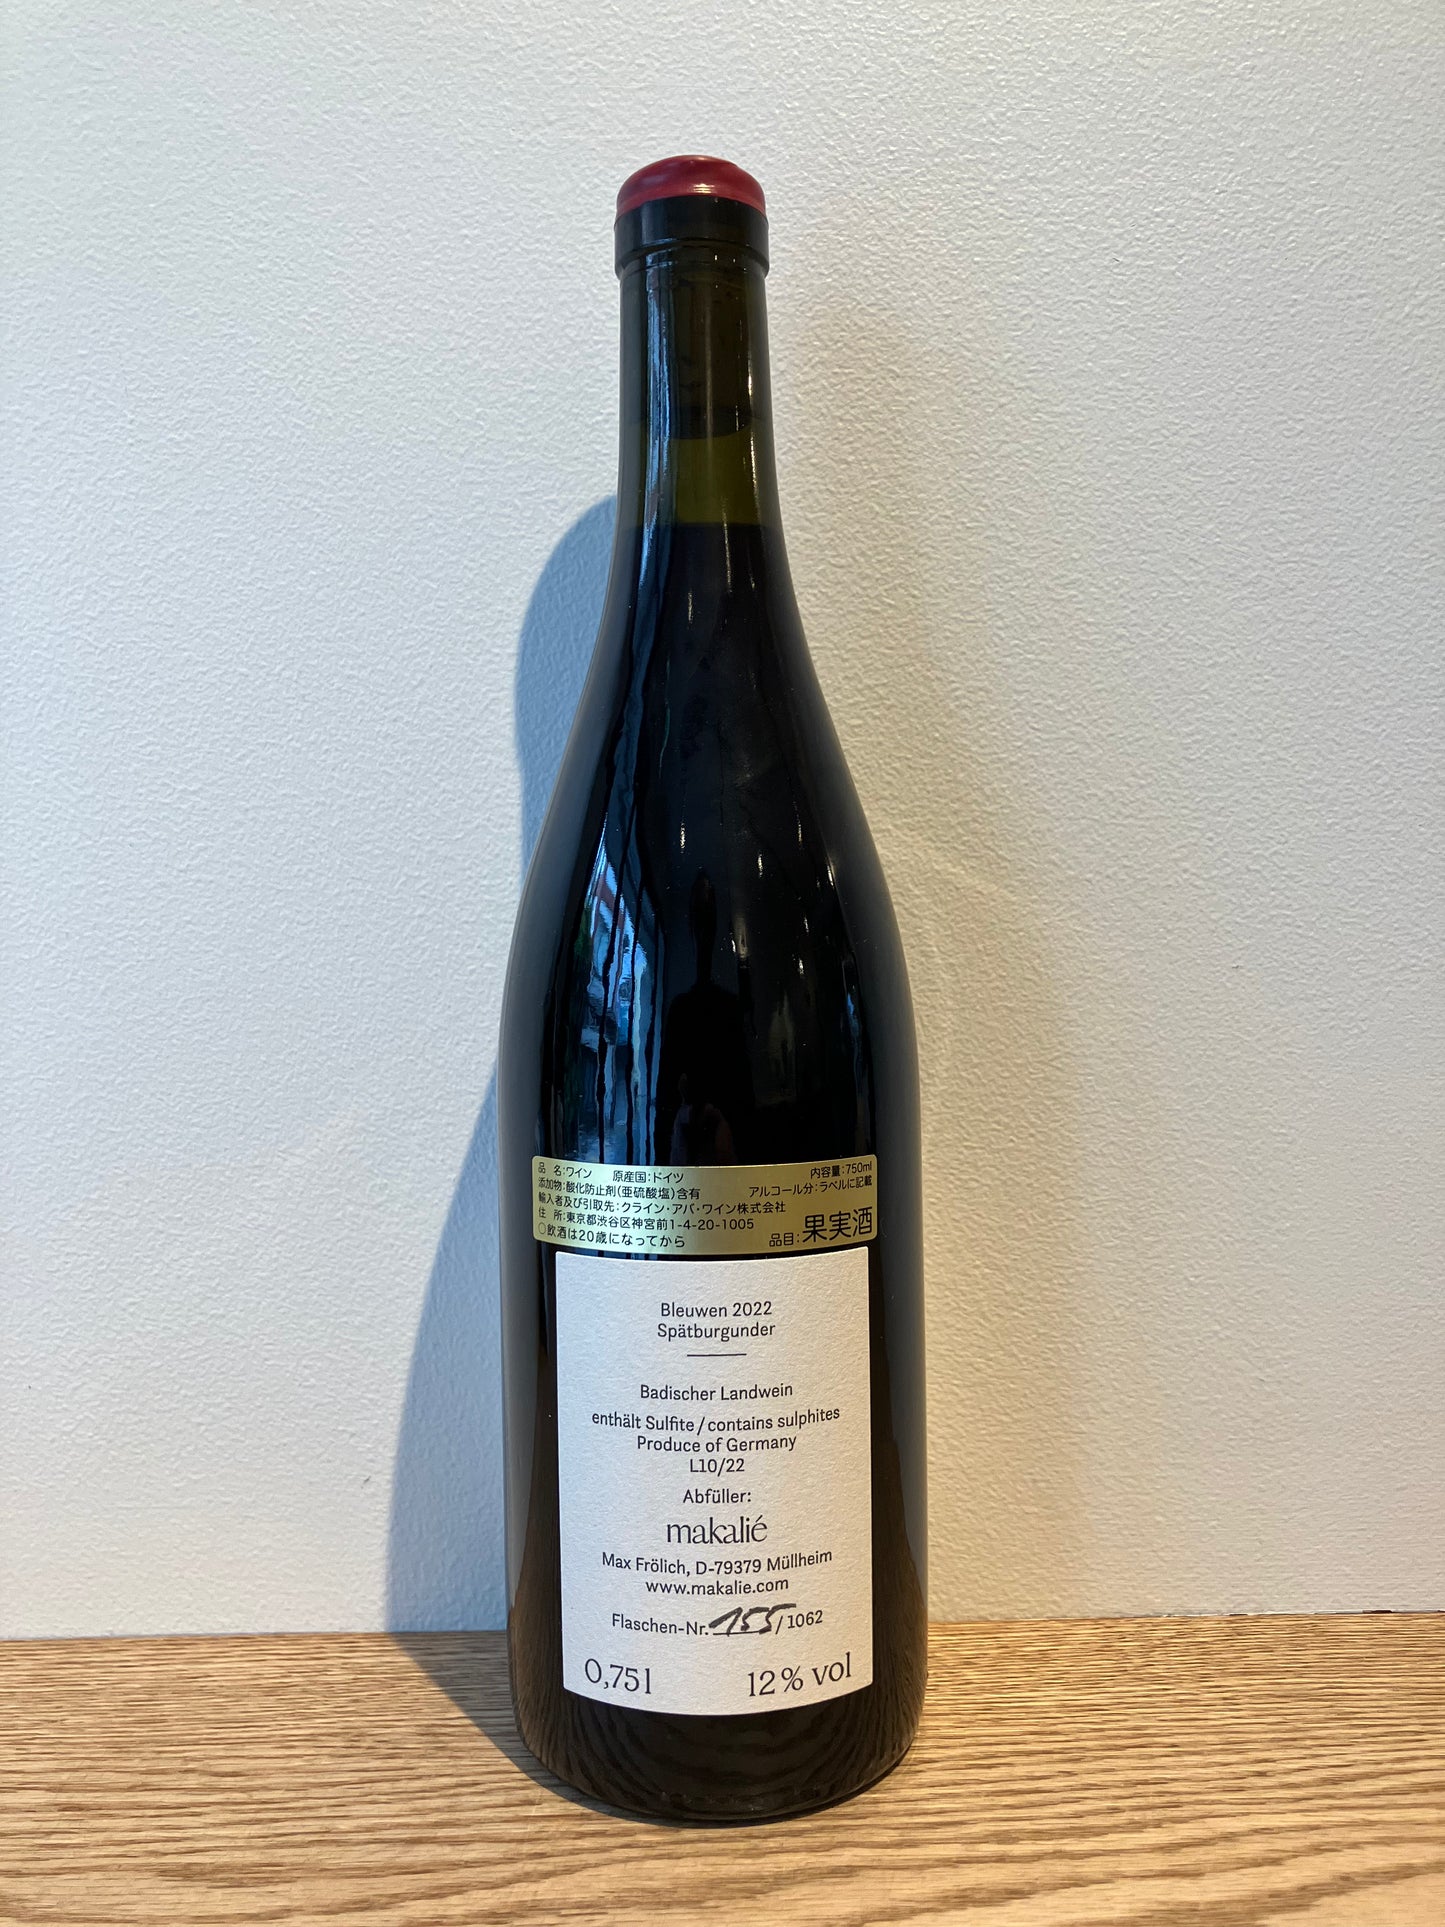 品 名:ワイン 原産国:ドイツ 内容量:750ml
添加物:酸化防止剤(亜硫酸塩)含有 アルコール分:ラベルに記載
輸入者及び引取先:クライン・アバ・ワイン株式会社
住 所:東京都渋谷区神宮前1-4-20-1005
○飲酒は20歳になってから 品目:果実酒
Bleuwen 2022
Spätburgunder
Badischer Landwein
enthält Sulfite/contains sulphites
Produce of Germany
L10/22
Abfüller:
makalié
Max Frölich, D-79379 Müllheim
www.makalie.com
Flaschen-Nr. 155/1062
0,75l 12% vol